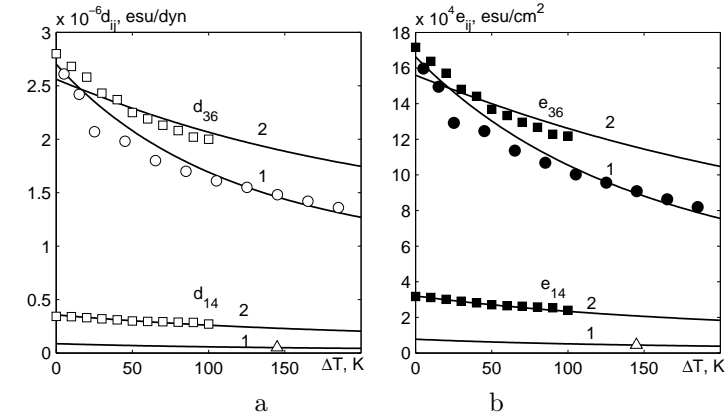 x 10⁻⁶d_ij, esu/dyn
3
2.5
2
1.5
1
0.5
0
d_36
2
1
d_14
2
1
0 50 100 150 ΔT, K
a
x 10⁴e_ij, esu/cm²
18
16
14
12
10
8
6
4
2
0
e_36
2
1
e_14
2
1
0 50 100 150 ΔT, K
b